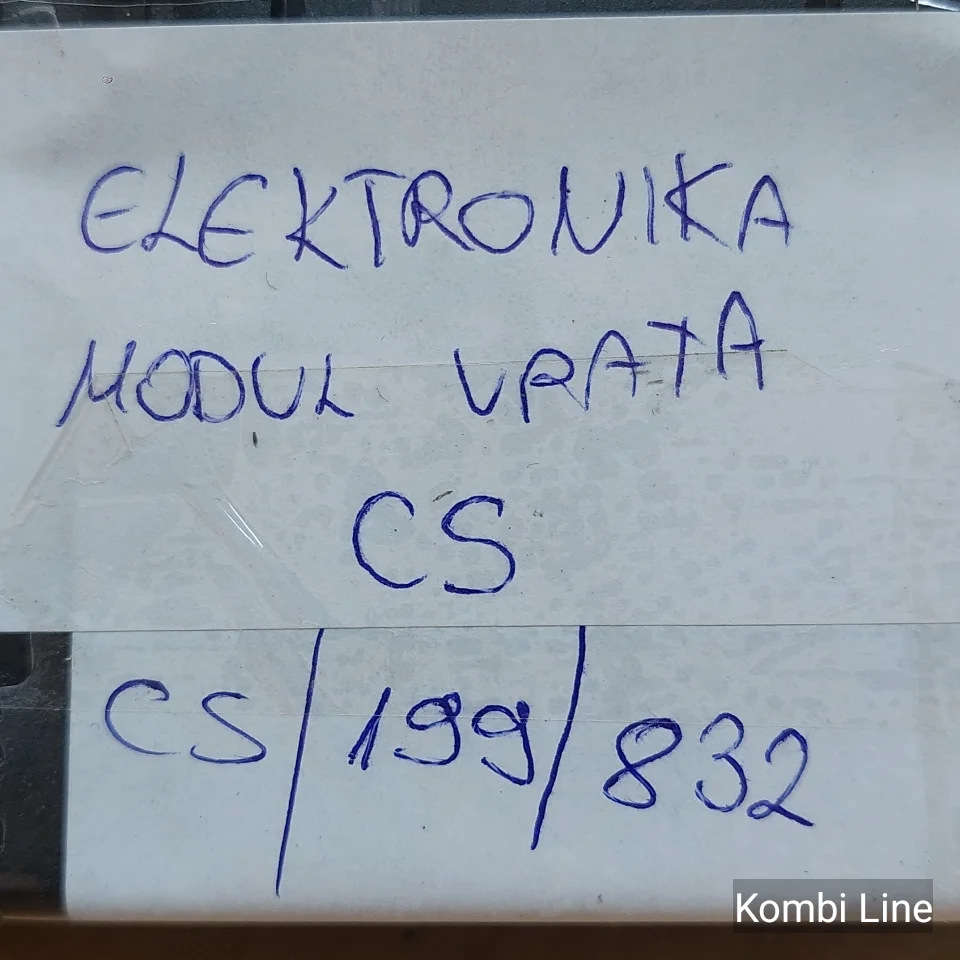 ELEKTRONIKA
MODUL VRATA
CS
CS/199/832
Kombi Line